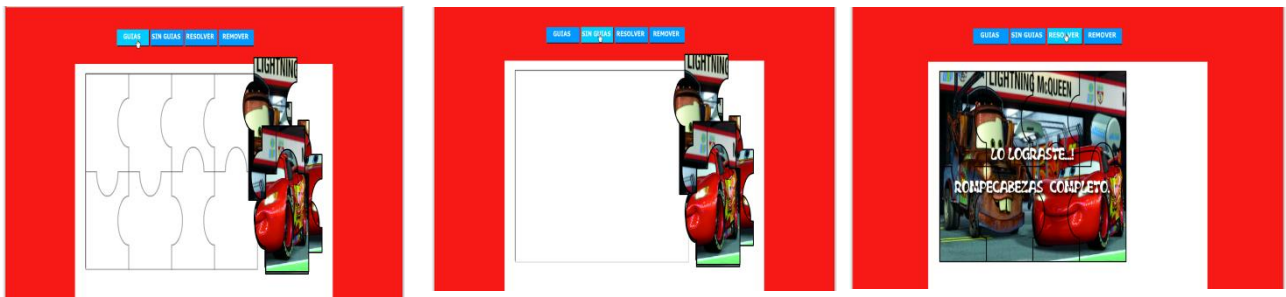 GUIAS SIN GUIAS RESOLVER REMOVER
LIGHTNING
GUIAS SIN GUIAS RESOLVER REMOVER
LIGHTNING
GUIAS SIN GUIAS RESOLVER REMOVER
LIGHTNING McQUEEN
LO LOGRASTE..!
ROMPECABEZAS COMPLETO.